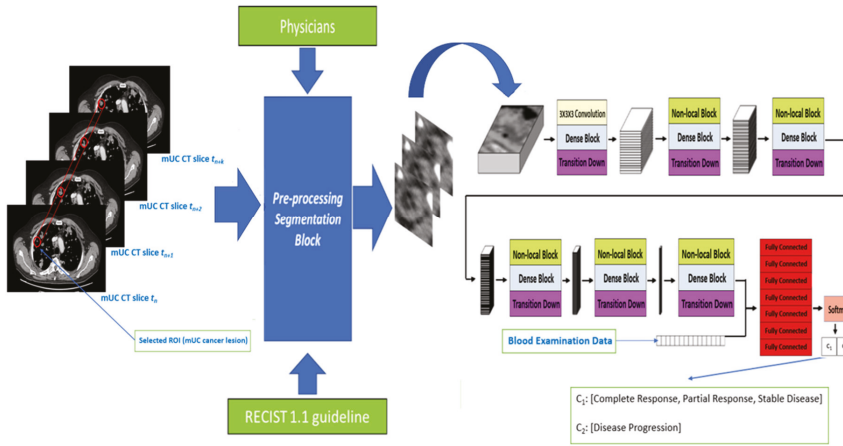 Physicians
mUC CT slice tn+k
mUC CT slice tn+2
mUC CT slice tn+1
mUC CT slice tn
Selected ROI (mUC cancer lesion)
Pre-processing
Segmentation
Block
RECIST 1.1 guideline
3X3X3 Convolution
Dense Block
Transition Down
Non-local Block
Dense Block
Transition Down
Non-local Block
Dense Block
Transition Down
Non-local Block
Dense Block
Transition Down
Non-local Block
Dense Block
Transition Down
Non-local Block
Dense Block
Transition Down
Blood Examination Data
Fully Connected
Fully Connected
Fully Connected
Fully Connected
Fully Connected
Fully Connected
Fully Connected
Softm
C1
C1: [Complete Response, Partial Response, Stable Disease]
C2: [Disease Progression]